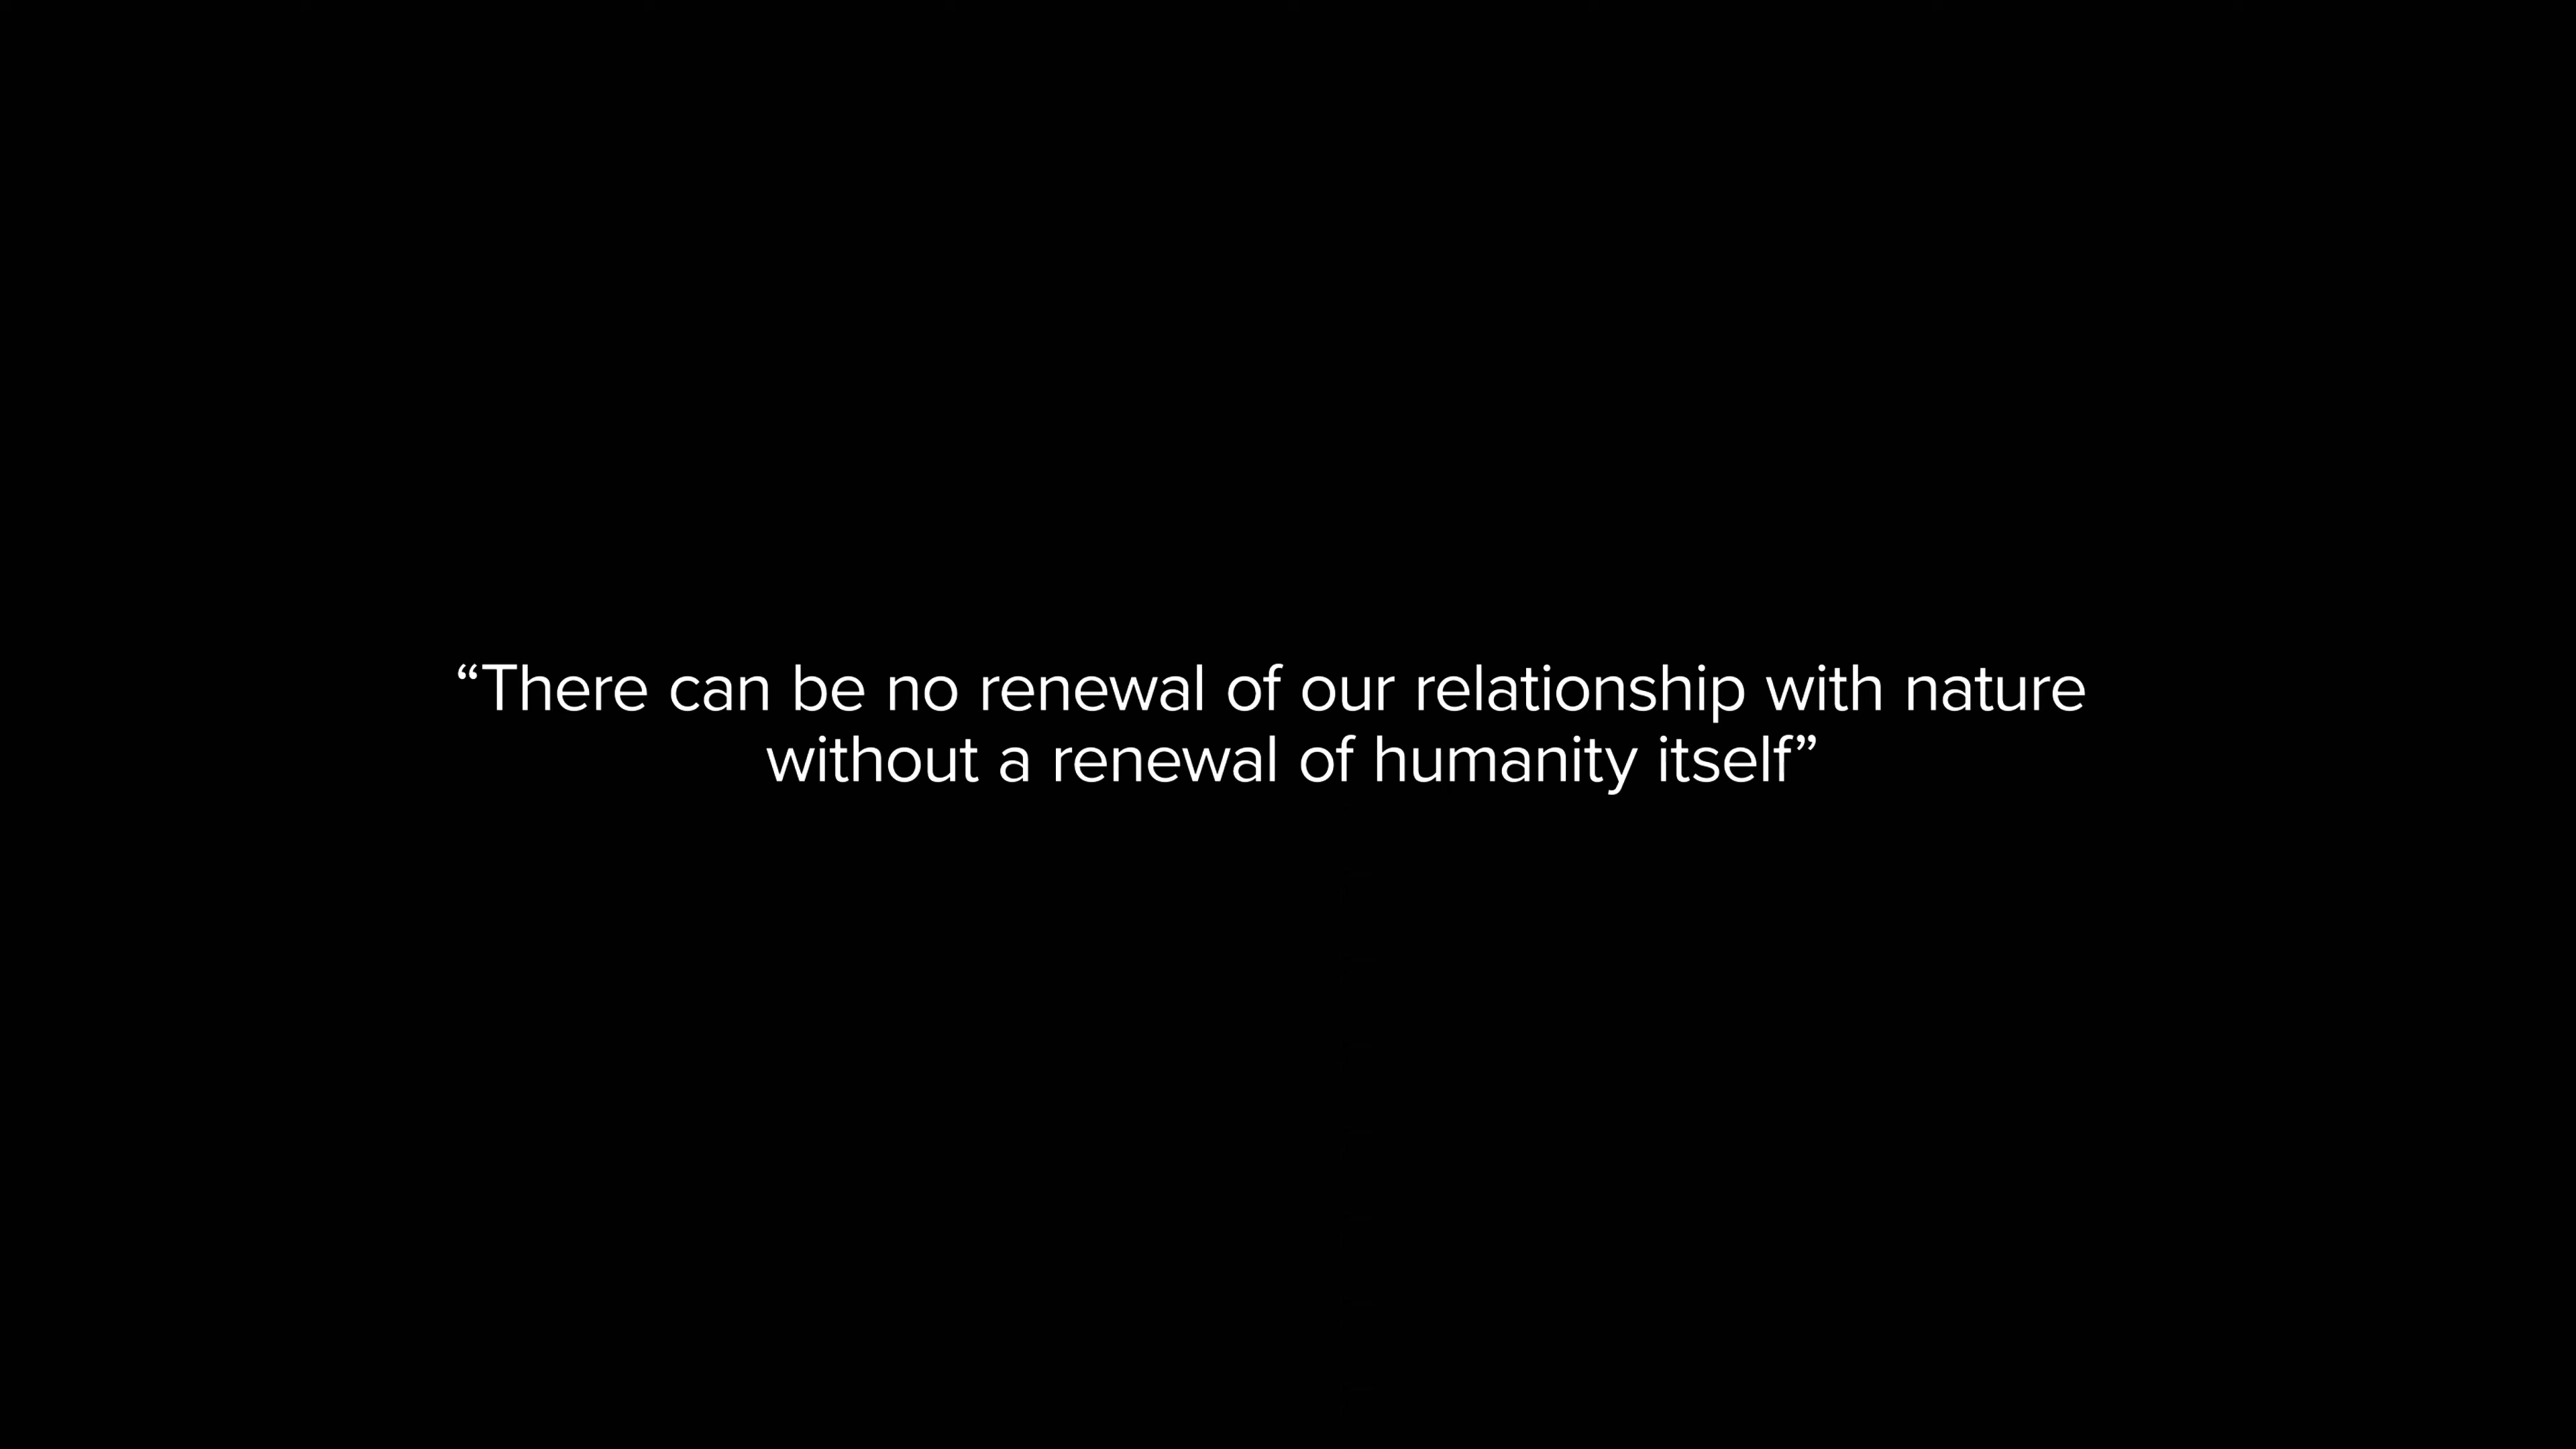 “There can be no renewal of our relationship with nature
without a renewal of humanity itself”